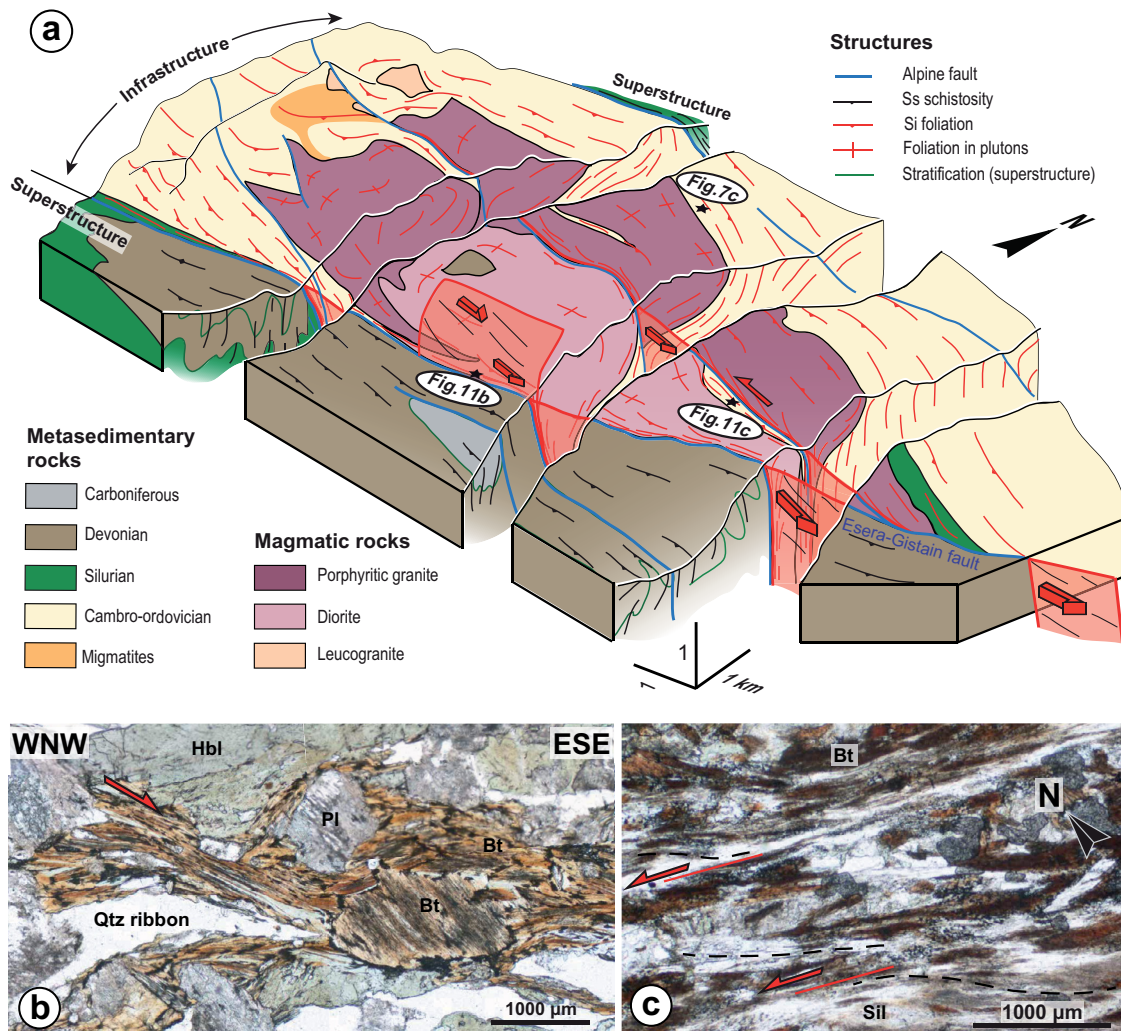 a
Infrastructure
Superstructure
Superstructure
Structures
Alpine fault
Ss schistosity
Si foliation
Foliation in plutons
Stratification (superstructure)
N
Fig.7c
Fig.11b
Fig.11c
Esera-Gistain fault
Metasedimentary
rocks
Carboniferous
Devonian
Silurian
Cambro-ordovician
Migmatites
Magmatic rocks
Porphyritic granite
Diorite
Leucogranite
1
1
1 km
WNW
Hbl
ESE
Pl
Bt
Bt
Qtz ribbon
b
1000 µm
Bt
N
Sil
c
1000 µm